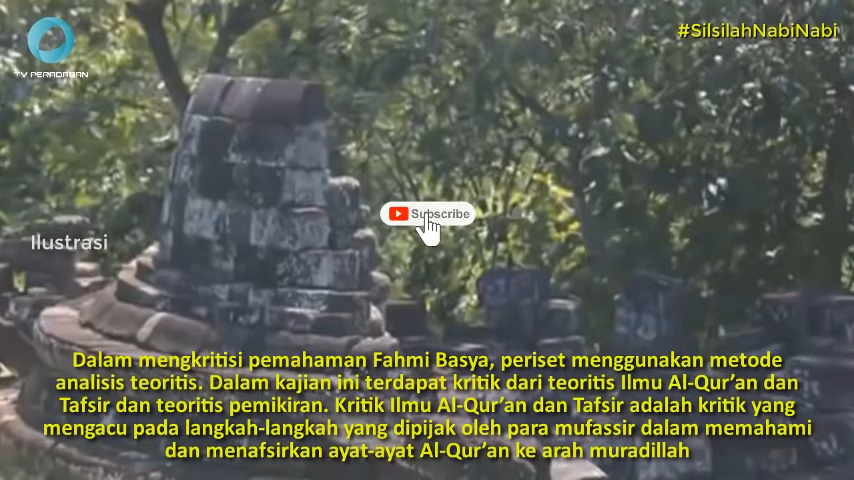 #SilsilahNabiNabi
TV PERADABAN
Subscribe
Ilustrasi
Dalam mengkritisi pemahaman Fahmi Basya, periset menggunakan metode
analisis teoritis. Dalam kajian ini terdapat kritik dari teoritis Ilmu Al-Qur’an dan
Tafsir dan teoritis pemikiran. Kritik Ilmu Al-Qur’an dan Tafsir adalah kritik yang
mengacu pada langkah-langkah yang dipijak oleh para mufassir dalam memahami
dan menafsirkan ayat-ayat Al-Qur’an ke arah muradillah